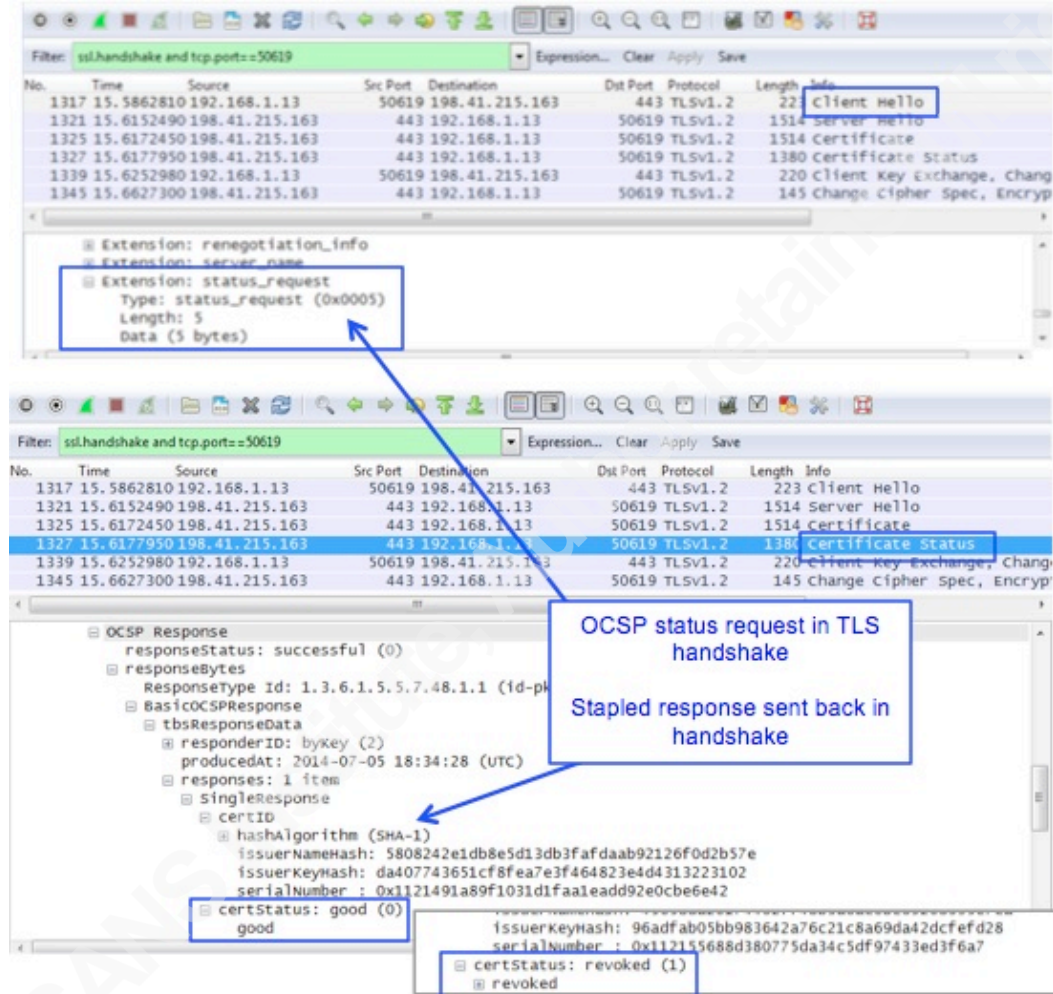 Filter: ssl.handshake and tcp.port==50619 Expression... Clear Apply Save
No. Time Source Src Port Destination Dst Port Protocol Length Info
1317 15.5862810 192.168.1.13 50619 198.41.215.163 443 TLSv1.2 223 Client Hello
1321 15.6152490 198.41.215.163 443 192.168.1.13 50619 TLSv1.2 1514 Server Hello
1325 15.6172450 198.41.215.163 443 192.168.1.13 50619 TLSv1.2 1514 Certificate
1327 15.6177950 198.41.215.163 443 192.168.1.13 50619 TLSv1.2 1380 Certificate Status
1339 15.6252980 192.168.1.13 50619 198.41.215.163 443 TLSv1.2 220 Client Key Exchange, Chang
1345 15.6627300 198.41.215.163 443 192.168.1.13 50619 TLSv1.2 145 Change Cipher Spec, Encryp
Extension: renegotiation_info
Extension: server_name
Extension: status_request
Type: status_request (0x0005)
Length: 5
Data (5 bytes)
Filter: ssl.handshake and tcp.port==50619 Expression... Clear Apply Save
No. Time Source Src Port Destination Dst Port Protocol Length Info
1317 15.5862810 192.168.1.13 50619 198.41.215.163 443 TLSv1.2 223 Client Hello
1321 15.6152490 198.41.215.163 443 192.168.1.13 50619 TLSv1.2 1514 Server Hello
1325 15.6172450 198.41.215.163 443 192.168.1.13 50619 TLSv1.2 1514 Certificate
1327 15.6177950 198.41.215.163 443 192.168.1.13 50619 TLSv1.2 1380 Certificate Status
1339 15.6252980 192.168.1.13 50619 198.41.215.163 443 TLSv1.2 220 Client Key Exchange, Chang
1345 15.6627300 198.41.215.163 443 192.168.1.13 50619 TLSv1.2 145 Change Cipher Spec, Encryp
OCSP status request in TLS
handshake
Stapled response sent back in
handshake
OCSP Response
responseStatus: successful (0)
responseBytes
ResponseType Id: 1.3.6.1.5.5.7.48.1.1 (id-pk
BasicOCSPResponse
tbsResponseData
responderID: byKey (2)
producedAt: 2014-07-05 18:34:28 (UTC)
responses: 1 item
SingleResponse
certID
hashAlgorithm (SHA-1)
issuerNameHash: 5808242e1db8e5d13db3fafdaab92126f0d2b57e
issuerKeyHash: da407743651cf8fea7e3f464823e4d4313223102
serialNumber : 0x1121491a89f1031d1faa1eadd92e0cbe6e42
certStatus: good (0)
good
issuerKeyHash: 96adfab05bb983642a76c21c8a69da42dcfefd28
serialNumber : 0x112155688d380775da34c5df97433ed3f6a7
certStatus: revoked (1)
revoked